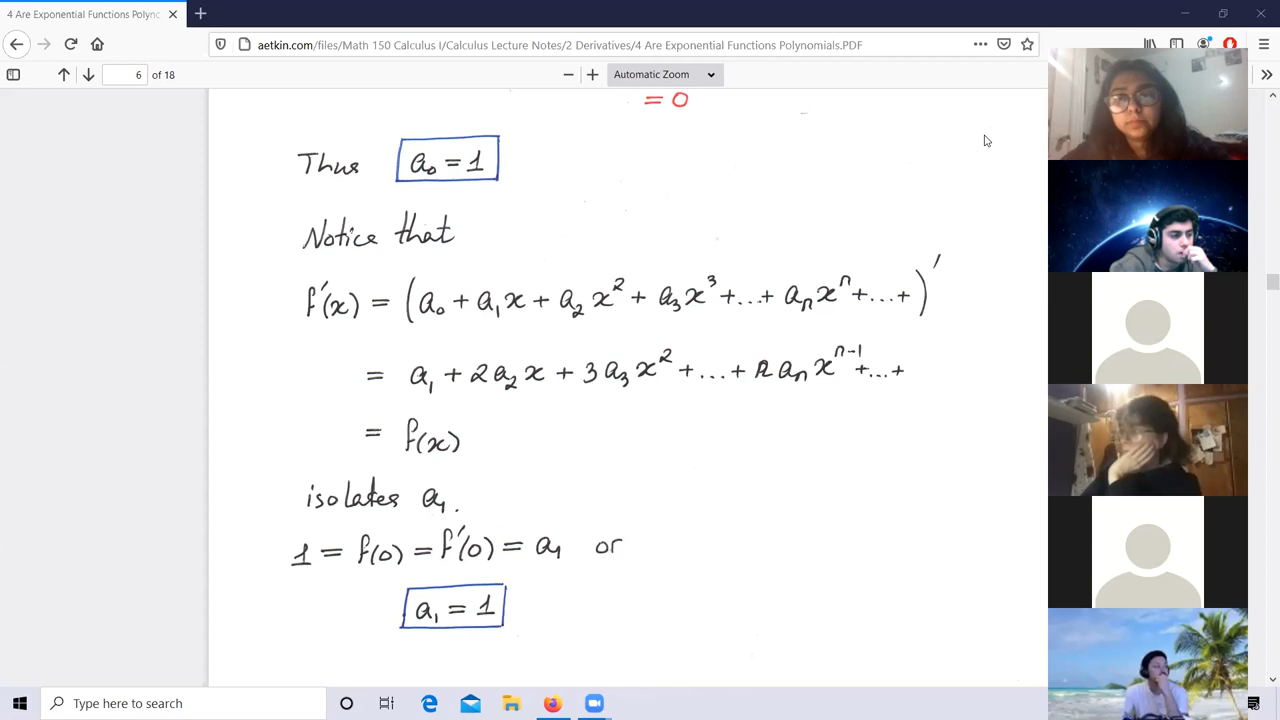 4 Are Exponential Functions Polync
aetkin.com/files/Math 150 Calculus I/Calculus Lecture Notes/2 Derivatives/4 Are Exponential Functions Polynomials.PDF
6 of 18
Automatic Zoom
= 0
Thus a₀ = 1
Notice that
f′(x) = (a₀ + a₁x + a₂x² + a₃x³ + ... + aₙxⁿ + ... +)′
= a₁ + 2a₂x + 3a₃x² + ... + n aₙxⁿ⁻¹ + ... +
= f(x)
isolates a₁.
1 = f(0) = f′(0) = a₁ or
a₁ = 1
Type here to search